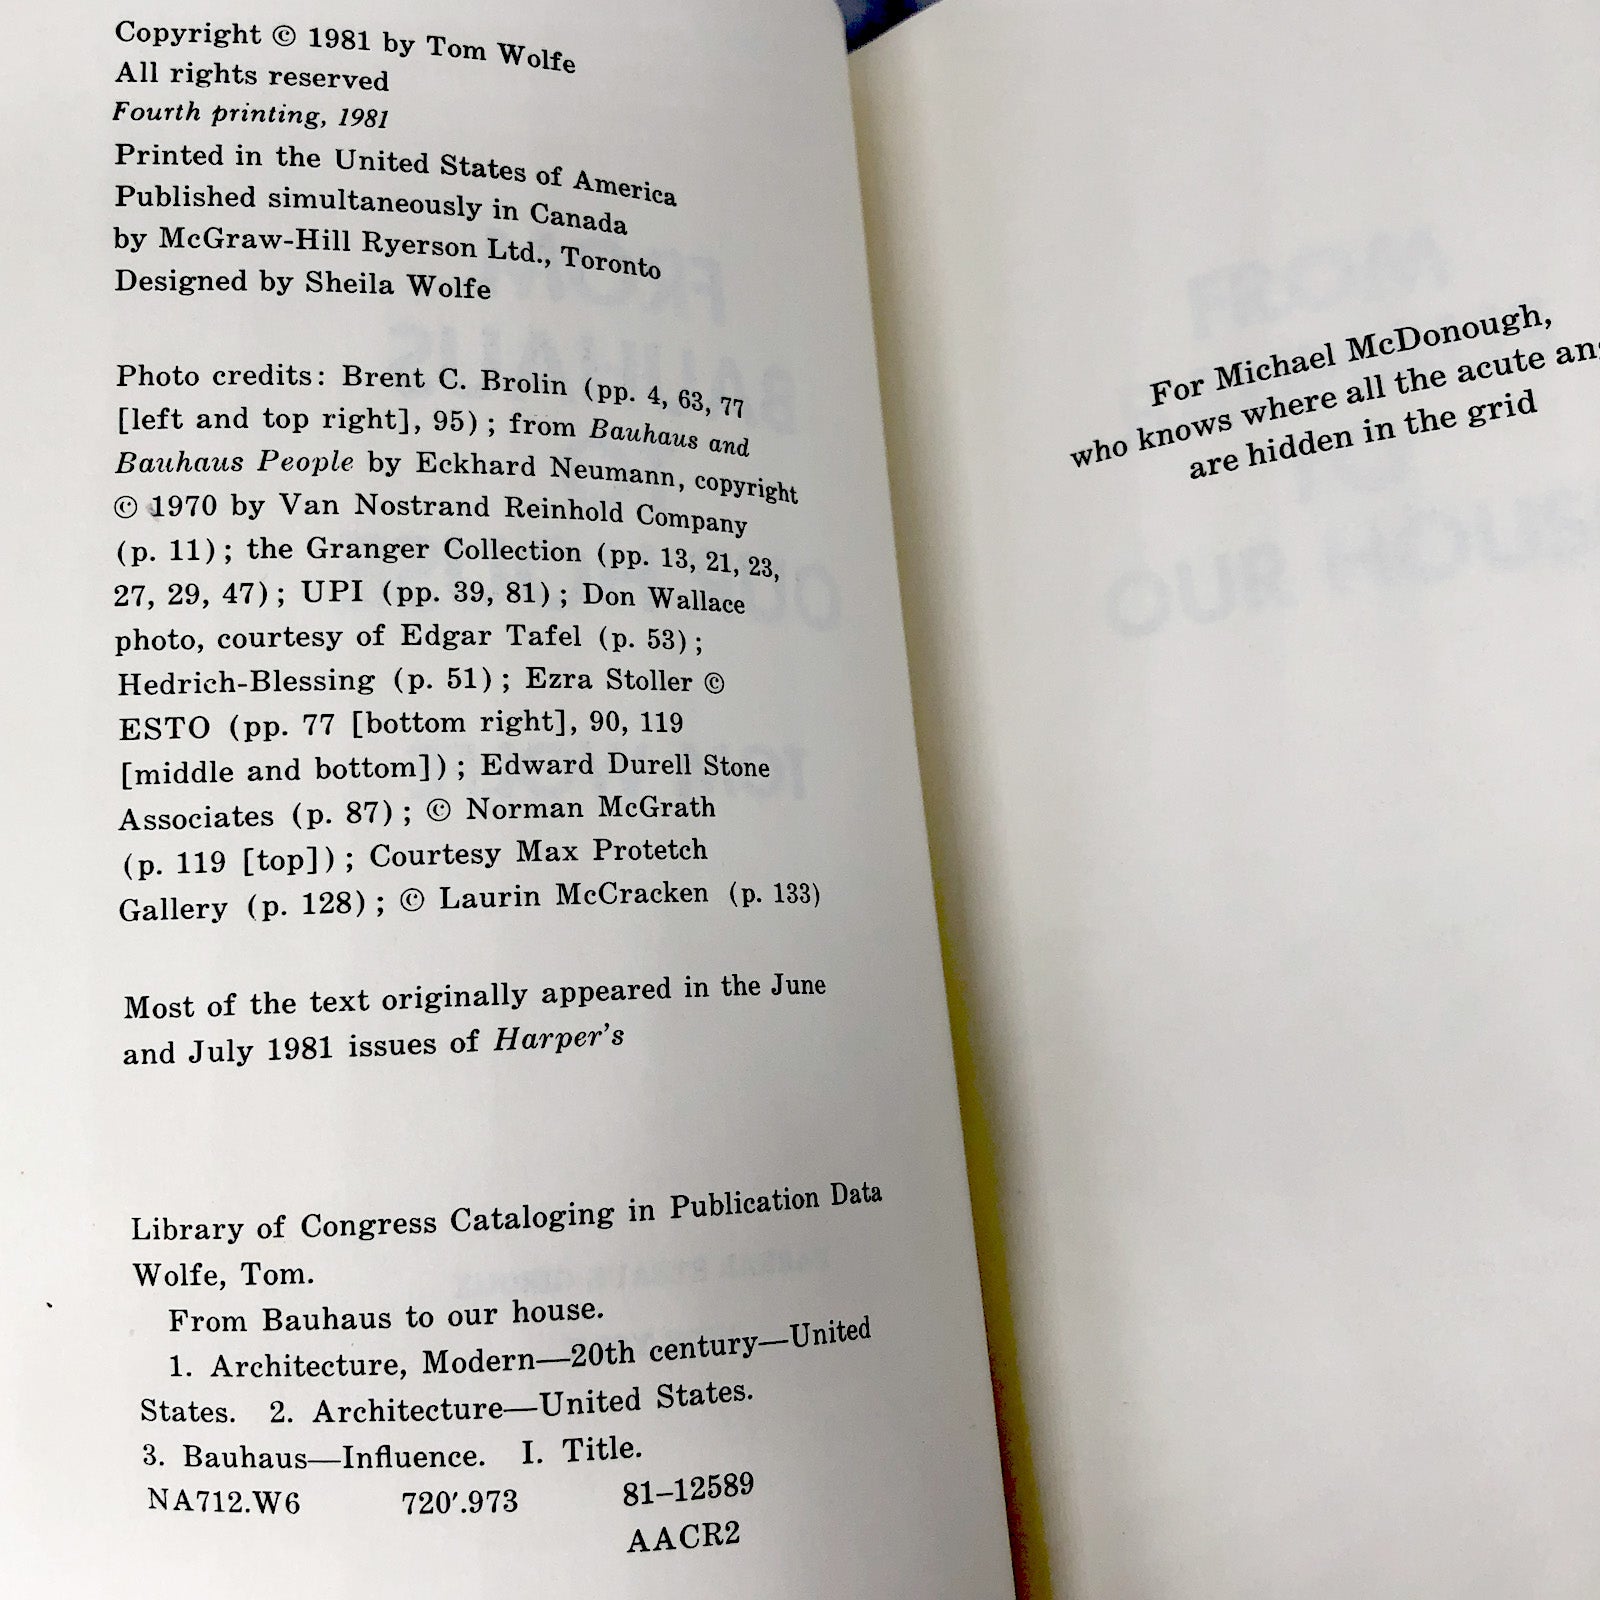 Copyright © 1981 by Tom Wolfe
All rights reserved
Fourth printing, 1981
Printed in the United States of America
Published simultaneously in Canada
by McGraw-Hill Ryerson Ltd., Toronto
Designed by Sheila Wolfe
Photo credits: Brent C. Brolin (pp. 4, 63, 77
[left and top right], 95); from Bauhaus and
Bauhaus People by Eckhard Neumann, copyright
© 1970 by Van Nostrand Reinhold Company
(p. 11); the Granger Collection (pp. 13, 21, 23,
27, 29, 47); UPI (pp. 39, 81); Don Wallace
photo, courtesy of Edgar Tafel (p. 53);
Hedrich-Blessing (p. 51); Ezra Stoller ©
ESTO (pp. 77 [bottom right], 90, 119
[middle and bottom]); Edward Durell Stone
Associates (p. 87); © Norman McGrath
(p. 119 [top]); Courtesy Max Protetch
Gallery (p. 128); © Laurin McCracken (p. 133)
Most of the text originally appeared in the June
and July 1981 issues of Harper's
Library of Congress Cataloging in Publication Data
Wolfe, Tom.
From Bauhaus to our house.
1. Architecture, Modern—20th century—United
States. 2. Architecture—United States.
3. Bauhaus—Influence. I. Title.
NA712.W6 720′.973 81–12589
AACR2
For Michael McDonough,
who knows where all the acute
are hidden in the grid